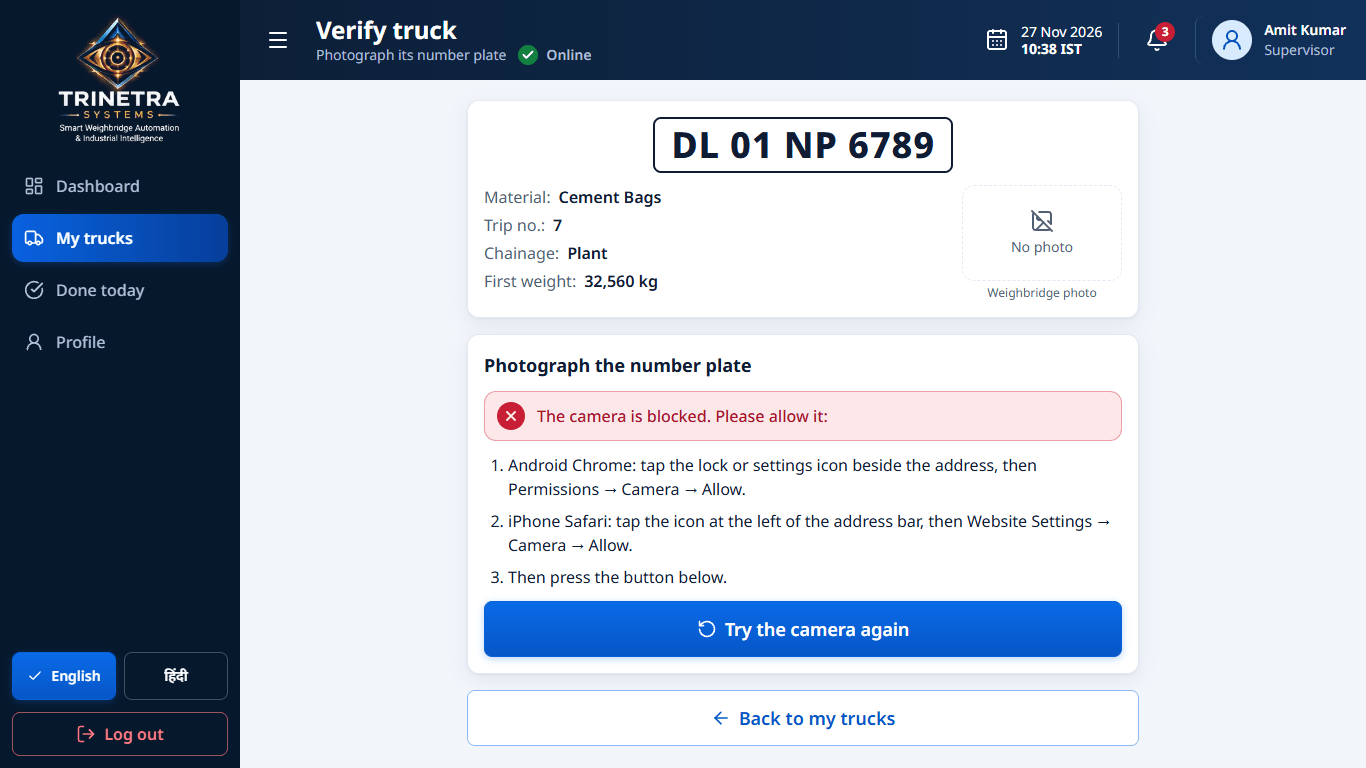 TRINETRA
SYSTEMS
Smart Weighbridge Automation
& Industrial Intelligence
Dashboard
My trucks
Done today
Profile
English
हिंदी
Log out
Verify truck
Photograph its number plate
Online
27 Nov 2026
10:38 IST
3
Amit Kumar
Supervisor
DL 01 NP 6789
Material: Cement Bags
Trip no.: 7
Chainage: Plant
First weight: 32,560 kg
No photo
Weighbridge photo
Photograph the number plate
The camera is blocked. Please allow it:
1. Android Chrome: tap the lock or settings icon beside the address, then
Permissions → Camera → Allow.
2. iPhone Safari: tap the icon at the left of the address bar, then Website Settings →
Camera → Allow.
3. Then press the button below.
Try the camera again
Back to my trucks